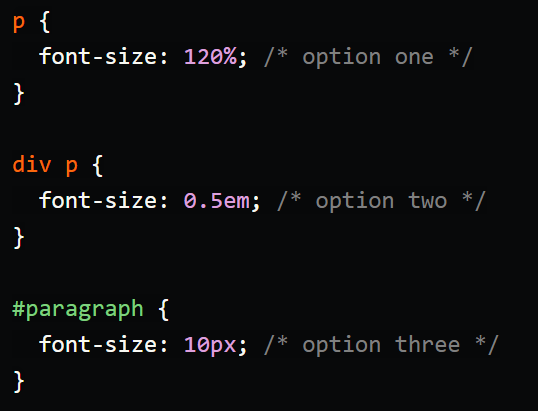 p {
  font-size: 120%; /* option one */
}

div p {
  font-size: 0.5em; /* option two */
}

#paragraph {
  font-size: 10px; /* option three */
}